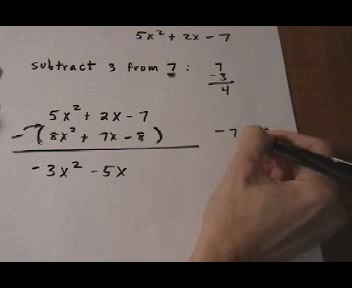 5x² + 2x - 7
subtract 3 from 7 : 7
-3
4
5x² + 2x - 7
-(8x² + 7x - 8)
-7
-3x² - 5x